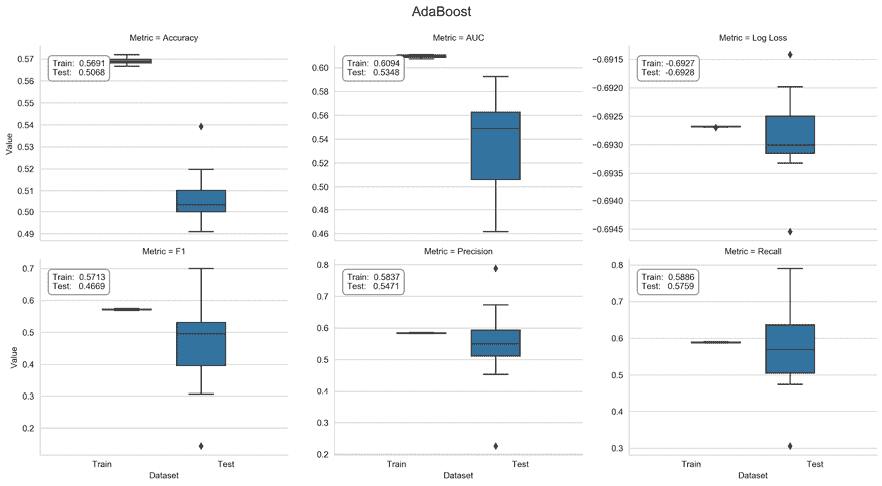 AdaBoost
Metric = Accuracy
Train: 0.5691
Test: 0.5068
0.57
0.56
0.55
0.54
0.53
0.52
0.51
0.50
0.49
Value
Metric = AUC
Train: 0.6094
Test: 0.5348
0.60
0.58
0.56
0.54
0.52
0.50
0.48
0.46
Metric = Log Loss
Train: -0.6927
Test: -0.6928
−0.6915
−0.6920
−0.6925
−0.6930
−0.6935
−0.6940
−0.6945
Metric = F1
Train: 0.5713
Test: 0.4669
0.7
0.6
0.5
0.4
0.3
0.2
Value
Train Test
Dataset
Metric = Precision
Train: 0.5837
Test: 0.5471
0.8
0.7
0.6
0.5
0.4
0.3
0.2
Train Test
Dataset
Metric = Recall
Train: 0.5886
Test: 0.5759
0.8
0.7
0.6
0.5
0.4
0.3
Train Test
Dataset